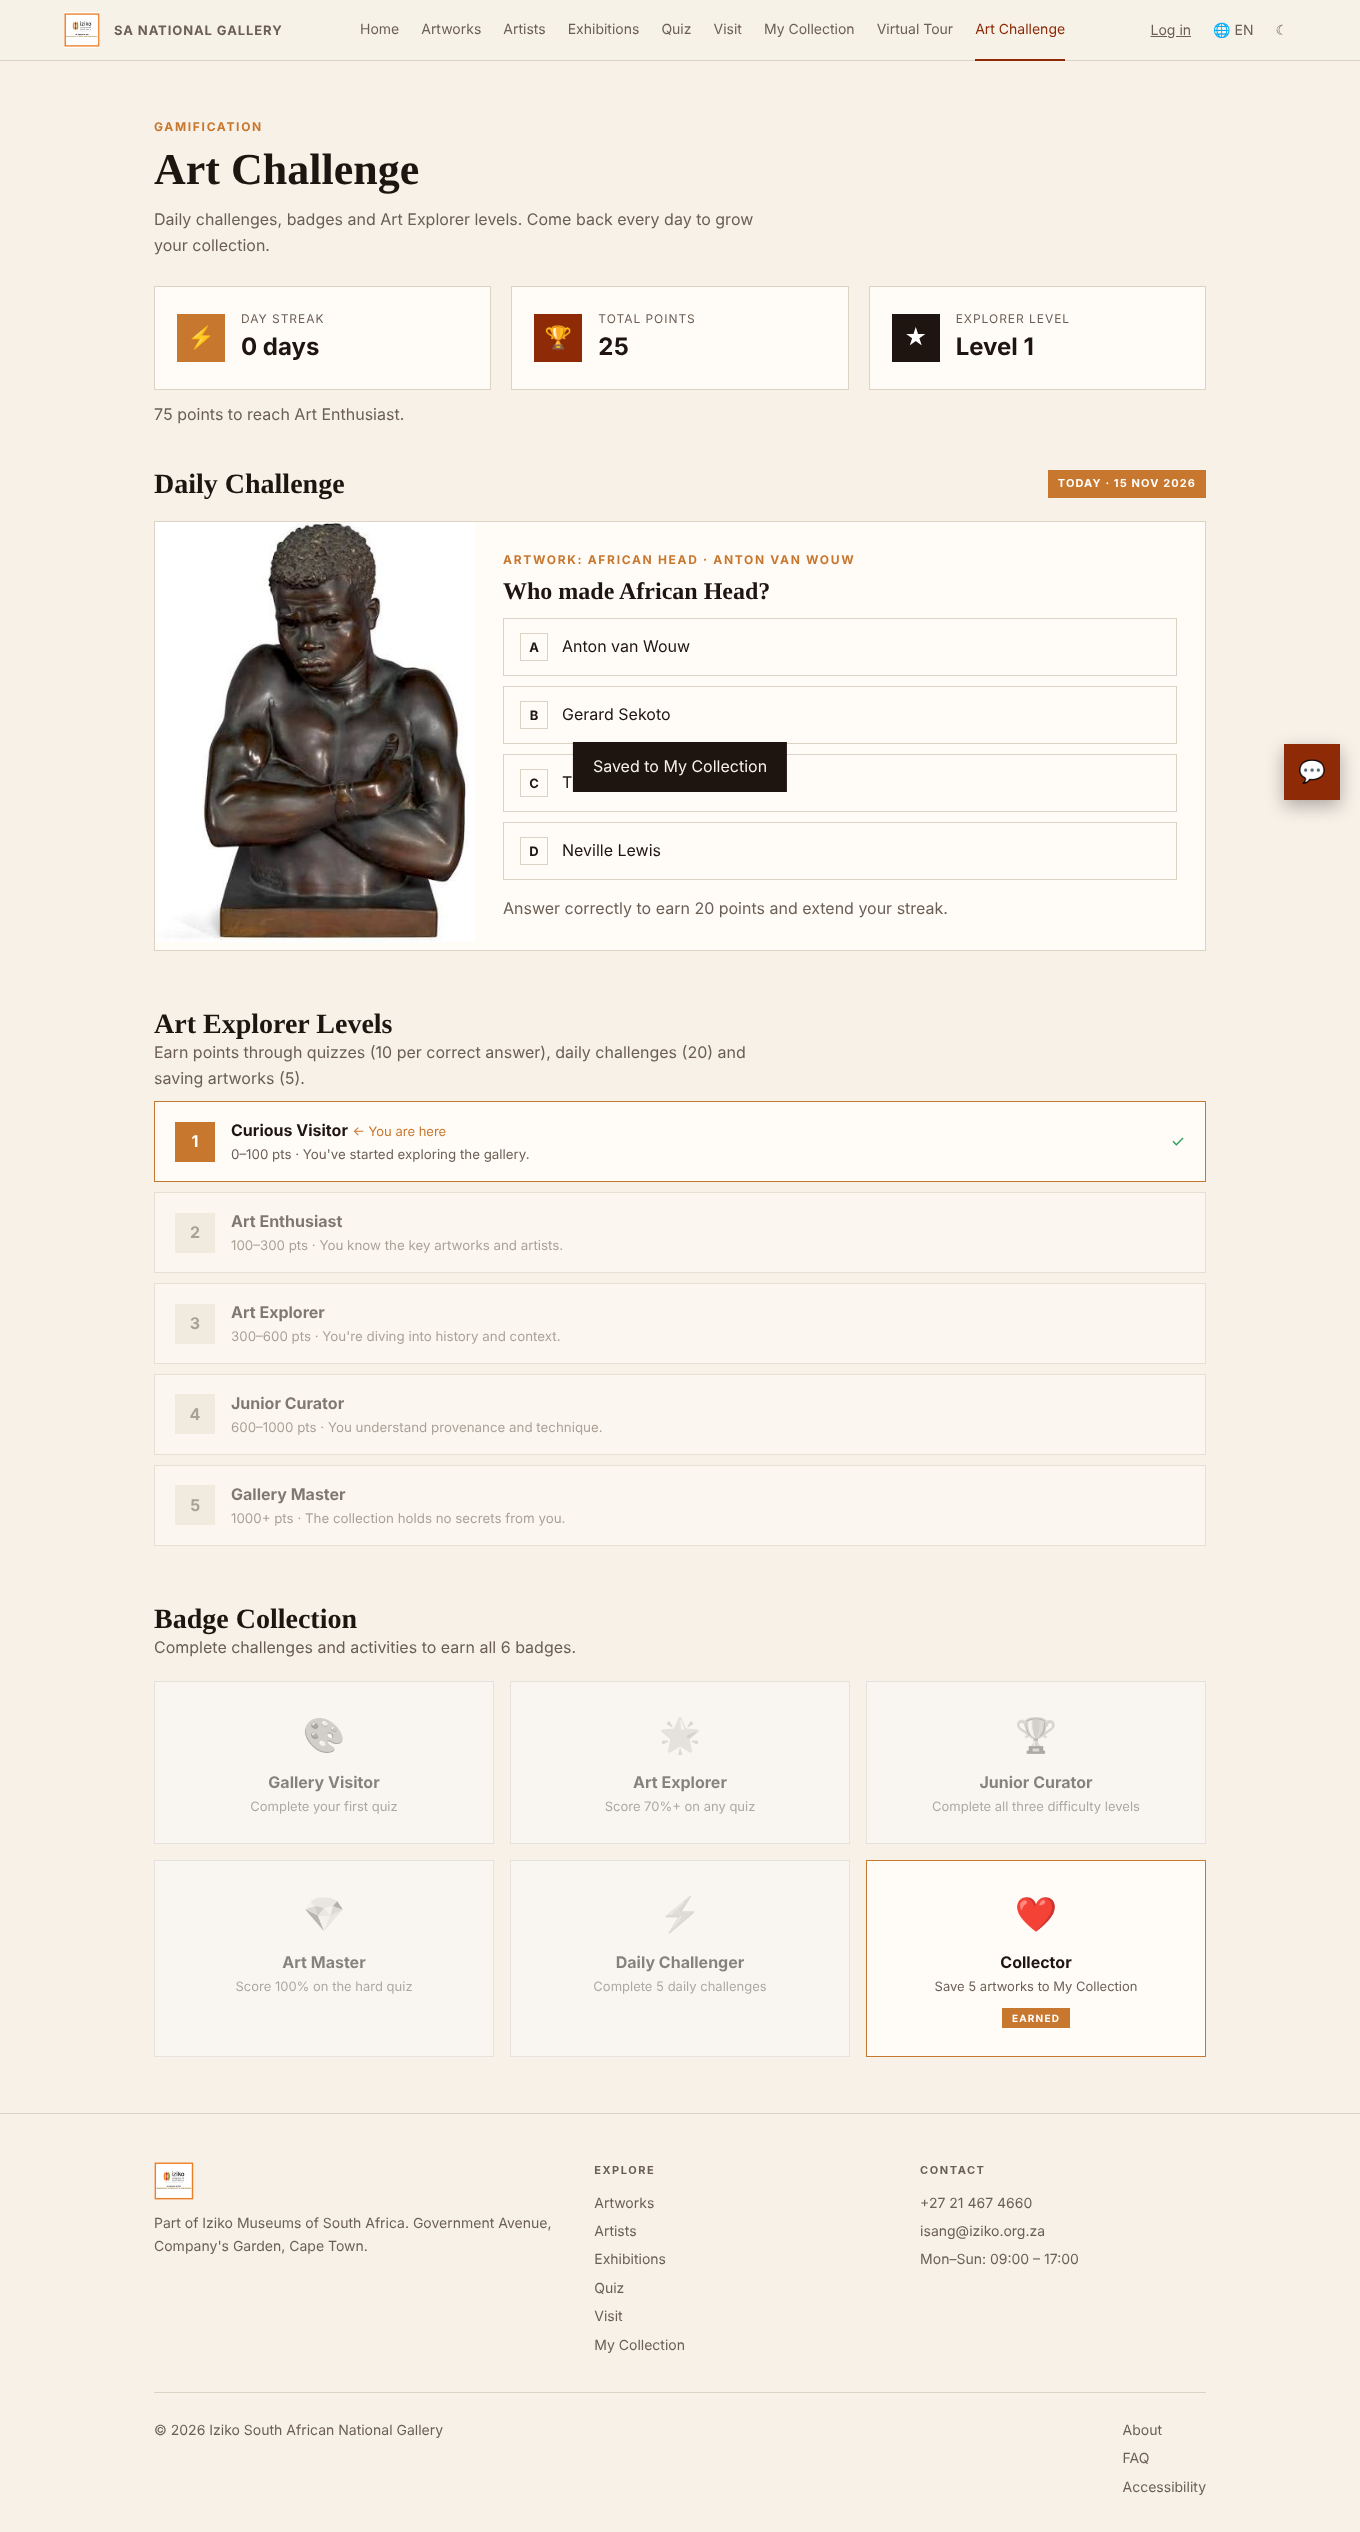 iziko
SA NATIONAL GALLERY
Home
Artworks
Artists
Exhibitions
Quiz
Visit
My Collection
Virtual Tour
Art Challenge
Log in
EN
GAMIFICATION
Art Challenge
Daily challenges, badges and Art Explorer levels. Come back every day to grow
your collection.
DAY STREAK
0 days
TOTAL POINTS
25
EXPLORER LEVEL
Level 1
75 points to reach Art Enthusiast.
Daily Challenge
TODAY · 15 NOV 2026
ARTWORK: AFRICAN HEAD · ANTON VAN WOUW
Who made African Head?
A Anton van Wouw
B Gerard Sekoto
Saved to My Collection
C T
D Neville Lewis
Answer correctly to earn 20 points and extend your streak.
Art Explorer Levels
Earn points through quizzes (10 per correct answer), daily challenges (20) and
saving artworks (5).
1
Curious Visitor ← You are here
0–100 pts · You've started exploring the gallery.
✓
2
Art Enthusiast
100–300 pts · You know the key artworks and artists.
3
Art Explorer
300–600 pts · You're diving into history and context.
4
Junior Curator
600–1000 pts · You understand provenance and technique.
5
Gallery Master
1000+ pts · The collection holds no secrets from you.
Badge Collection
Complete challenges and activities to earn all 6 badges.
Gallery Visitor
Complete your first quiz
Art Explorer
Score 70%+ on any quiz
Junior Curator
Complete all three difficulty levels
Art Master
Score 100% on the hard quiz
Daily Challenger
Complete 5 daily challenges
Collector
Save 5 artworks to My Collection
EARNED
iziko
Part of Iziko Museums of South Africa. Government Avenue,
Company's Garden, Cape Town.
EXPLORE
Artworks
Artists
Exhibitions
Quiz
Visit
My Collection
CONTACT
+27 21 467 4660
isang@iziko.org.za
Mon–Sun: 09:00 – 17:00
© 2026 Iziko South African National Gallery
About
FAQ
Accessibility